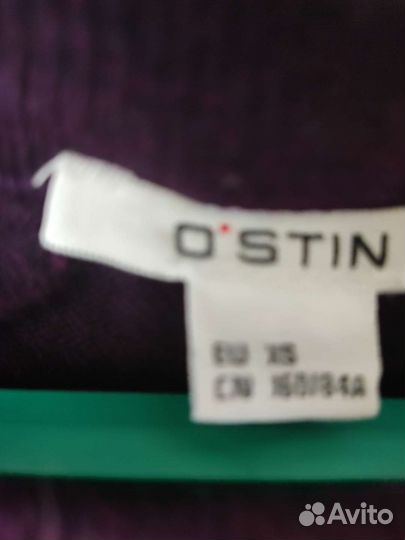 O'STIN
EU XS
CN 160/84A
Avito